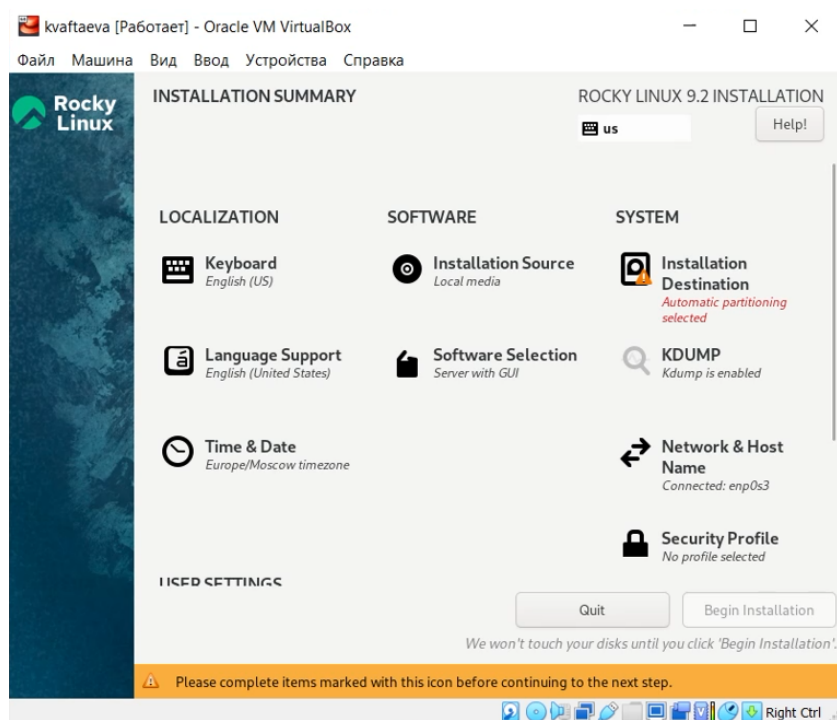 kvaftaeva [Работает] - Oracle VM VirtualBox
Файл Машина Вид Ввод Устройства Справка
Rocky
Linux
INSTALLATION SUMMARY
ROCKY LINUX 9.2 INSTALLATION
us
Help!
LOCALIZATION
Keyboard
English (US)
Language Support
English (United States)
Time & Date
Europe/Moscow timezone
SOFTWARE
Installation Source
Local media
Software Selection
Server with GUI
SYSTEM
Installation
Destination
Automatic partitioning
selected
KDUMP
Kdump is enabled
Network & Host
Name
Connected: enp0s3
Security Profile
No profile selected
USER SETTINGS
Quit
Begin Installation
We won't touch your disks until you click 'Begin Installation'.
Please complete items marked with this icon before continuing to the next step.
Right Ctrl